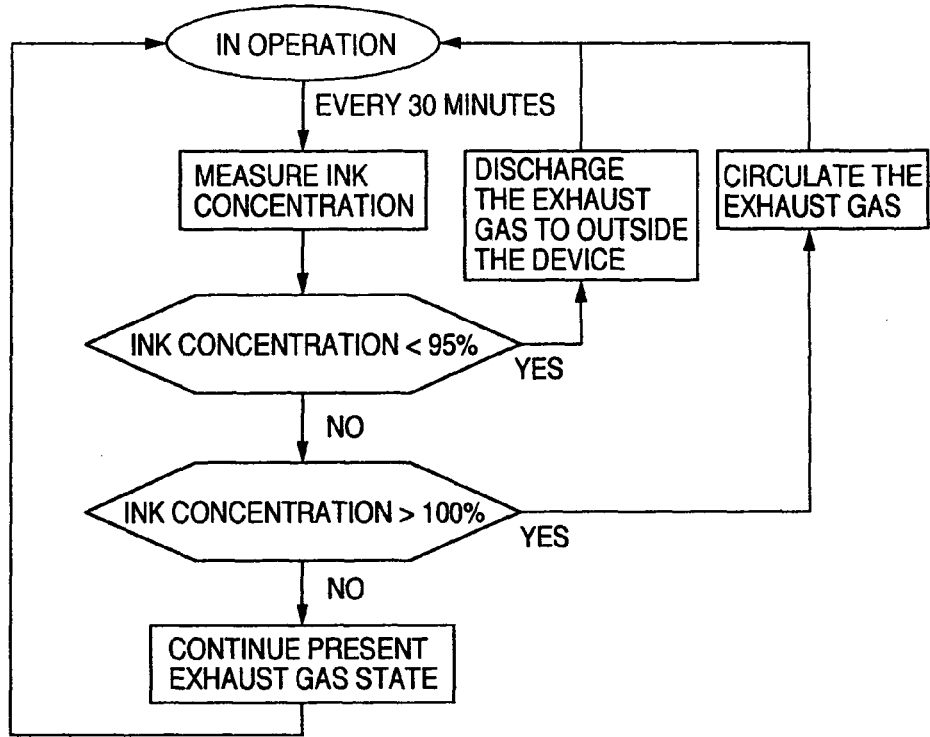 IN OPERATION
EVERY 30 MINUTES
MEASURE INK
CONCENTRATION
DISCHARGE
THE EXHAUST
GAS TO OUTSIDE
THE DEVICE
CIRCULATE THE
EXHAUST GAS
INK CONCENTRATION < 95%
YES
NO
INK CONCENTRATION > 100%
YES
NO
CONTINUE PRESENT
EXHAUST GAS STATE